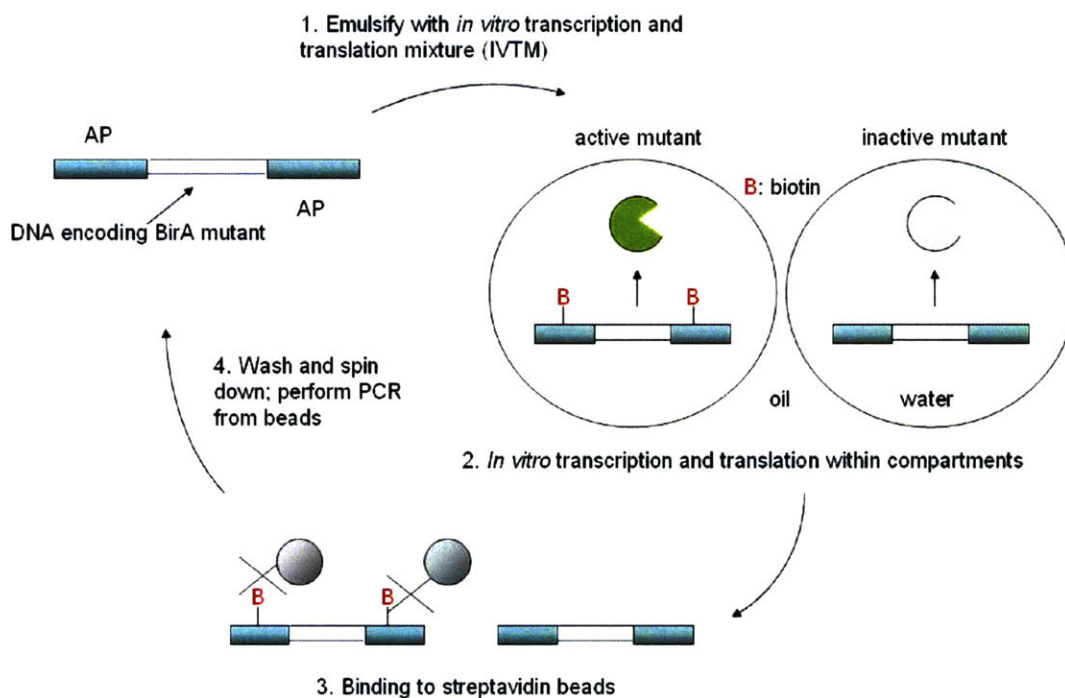 1. Emulsify with in vitro transcription and
translation mixture (IVTM)
AP
AP
DNA encoding BirA mutant
active mutant
inactive mutant
B: biotin
B
B
oil
water
2. In vitro transcription and translation within compartments
4. Wash and spin
down; perform PCR
from beads
B
B
3. Binding to streptavidin beads